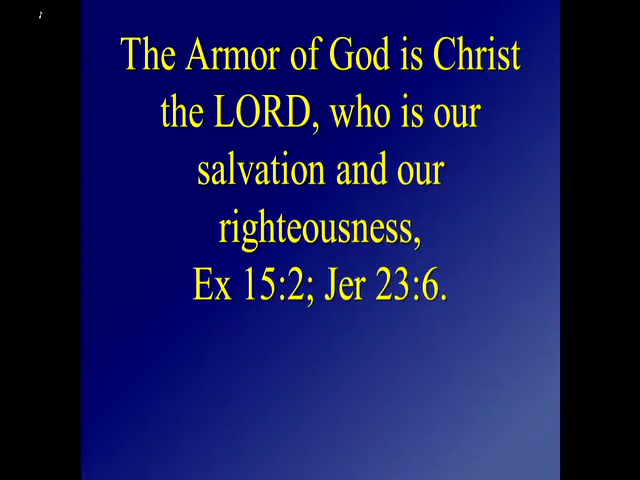 The Armor of God is Christ
the LORD, who is our
salvation and our
righteousness,
Ex 15:2; Jer 23:6.